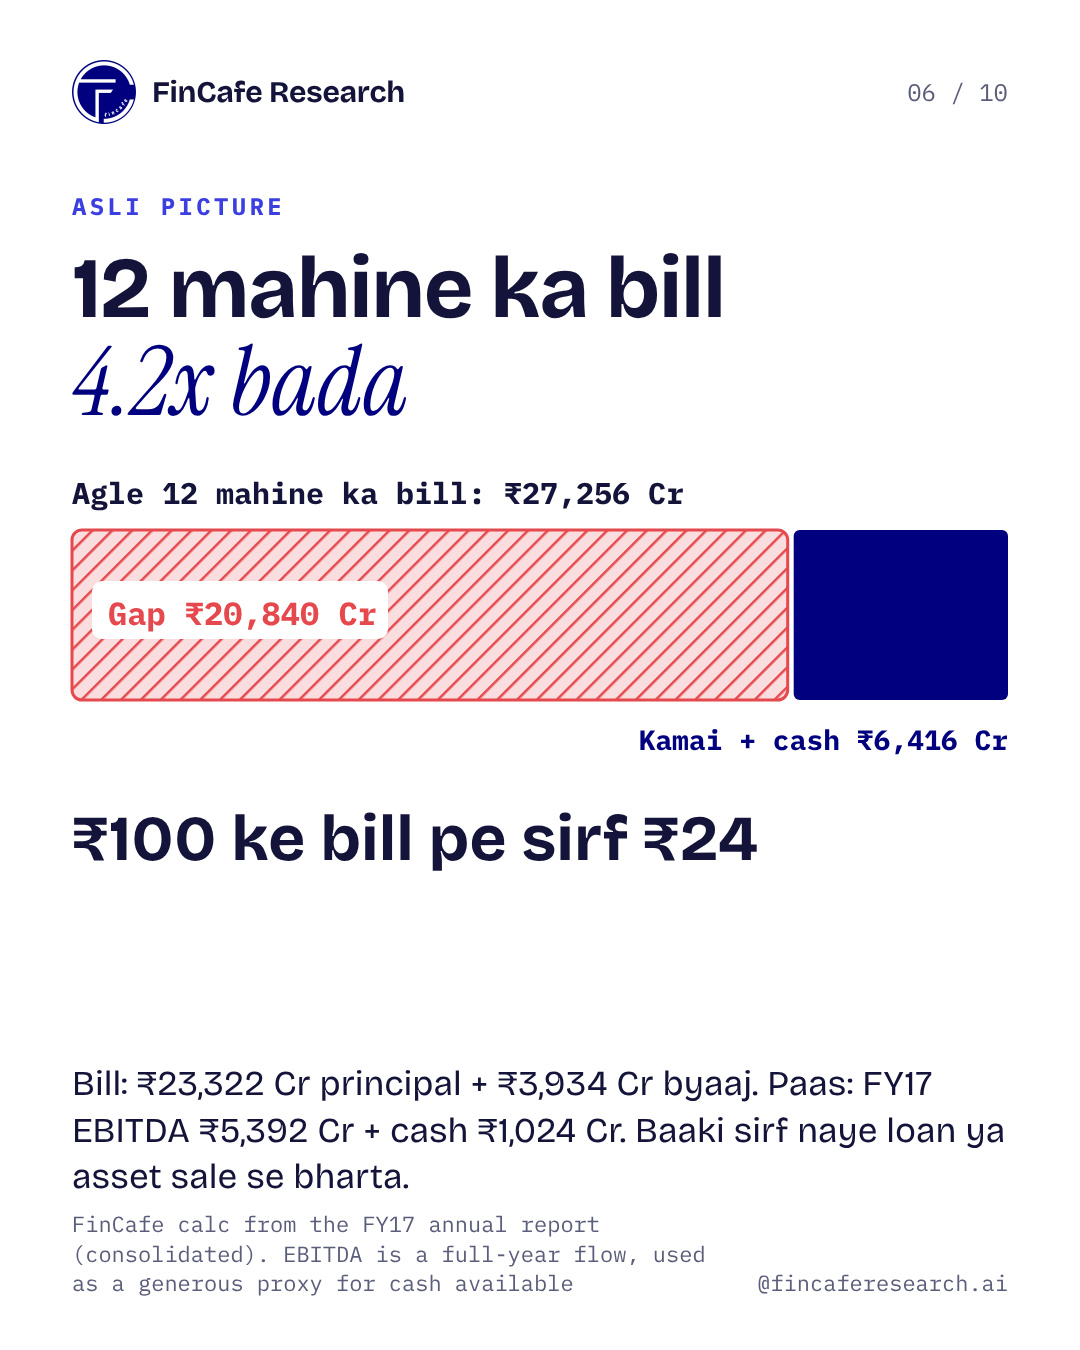 FinCafe Research
06 / 10
ASLI PICTURE
12 mahine ka bill
4.2x bada
Agle 12 mahine ka bill: ₹27,256 Cr
Gap ₹20,840 Cr
Kamai + cash ₹6,416 Cr
₹100 ke bill pe sirf ₹24
Bill: ₹23,322 Cr principal + ₹3,934 Cr byaaj. Paas: FY17
EBITDA ₹5,392 Cr + cash ₹1,024 Cr. Baaki sirf naye loan ya
asset sale se bharta.
FinCafe calc from the FY17 annual report
(consolidated). EBITDA is a full-year flow, used
as a generous proxy for cash available
@fincaferesearch.ai